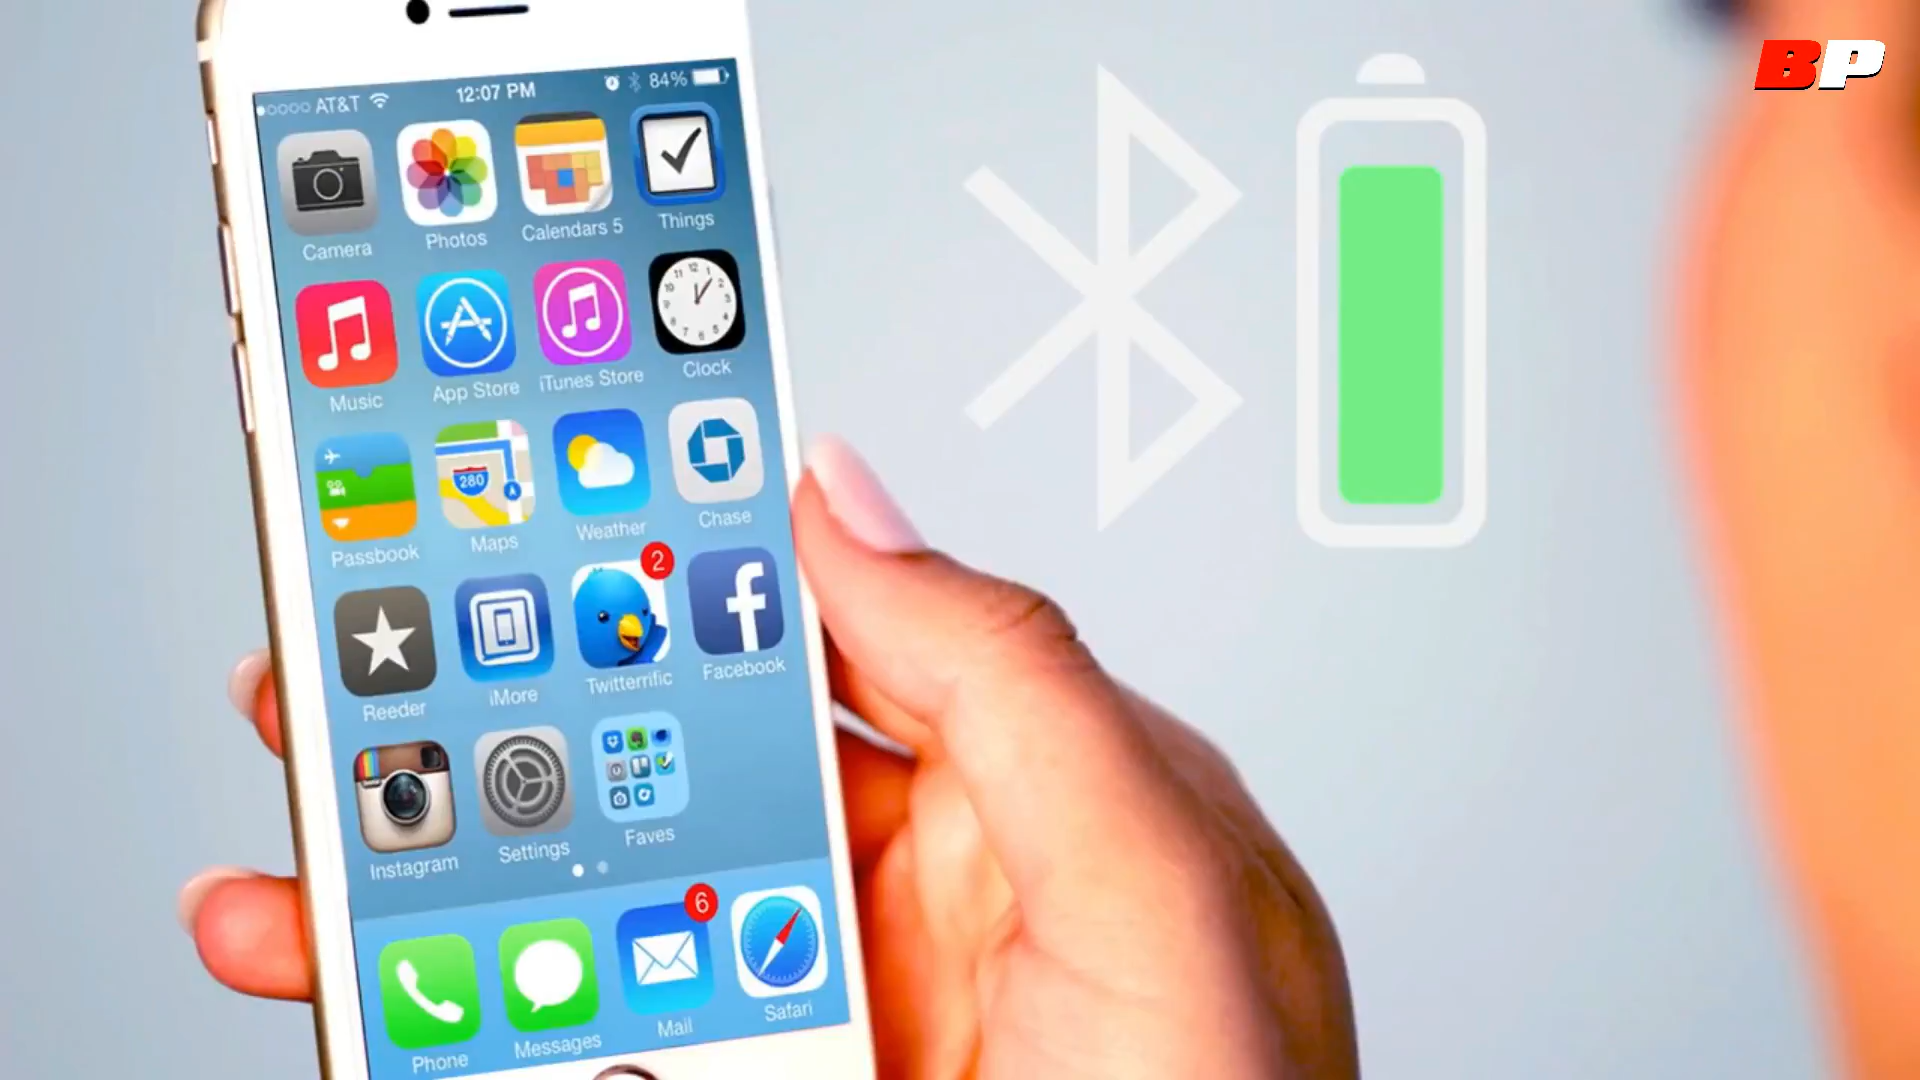 BP
AT&T 12:07 PM 84%
Camera Photos Calendars 5 Things
Music App Store iTunes Store Clock
280
Passbook Maps Weather Chase
2
Reeder iMore Twitterrific Facebook
Instagram Settings Faves
6
Phone Messages Mail Safari